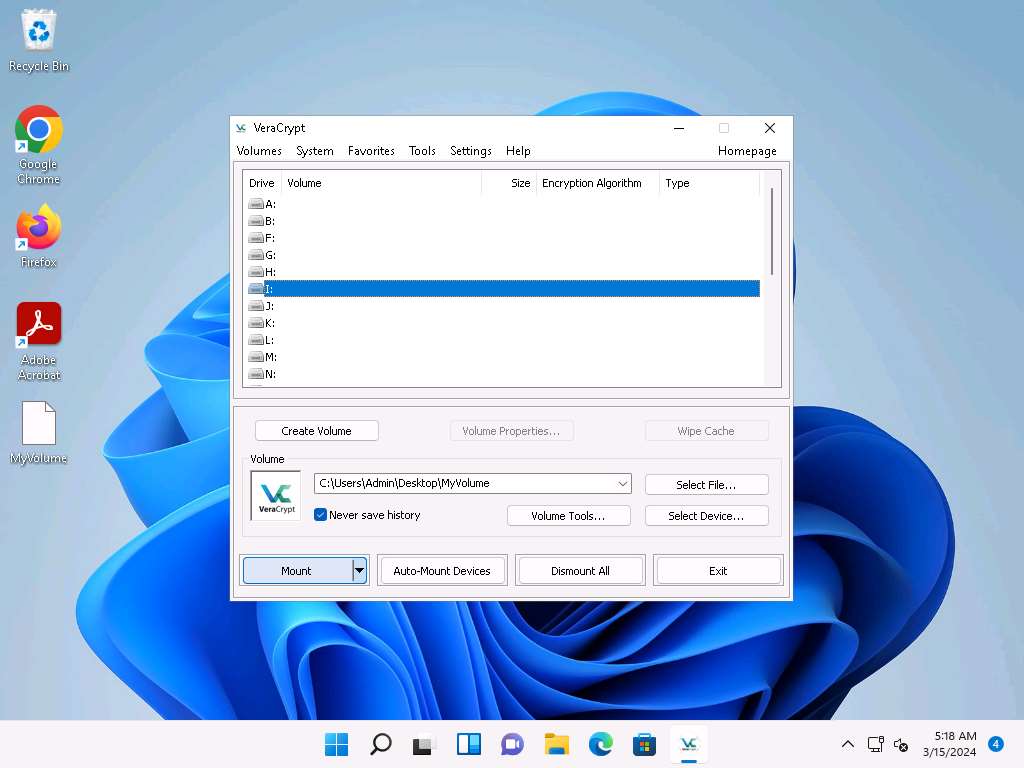 Recycle Bin
Google
Chrome
Firefox
Adobe
Acrobat
MyVolume
VeraCrypt
Volumes System Favorites Tools Settings Help Homepage
Drive Volume Size Encryption Algorithm Type
A:
B:
F:
G:
H:
I:
J:
K:
L:
M:
N:
Create Volume Volume Properties... Wipe Cache
Volume
VeraCrypt
C:\Users\Admin\Desktop\MyVolume Select File...
Never save history Volume Tools... Select Device...
Mount Auto-Mount Devices Dismount All Exit
5:18 AM
3/15/2024
4